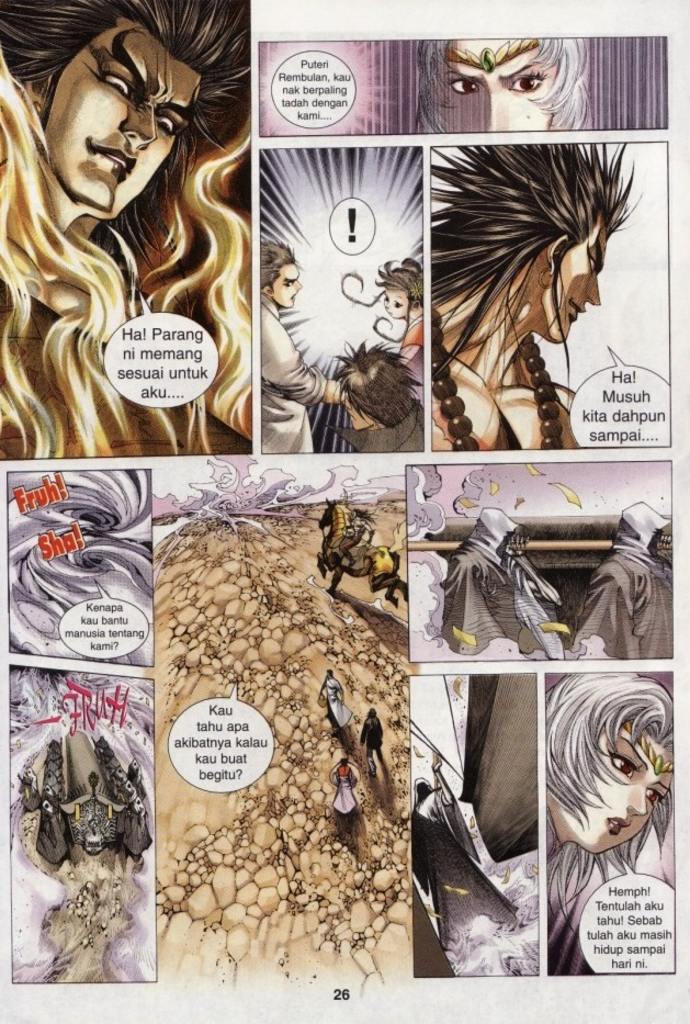 Ha! Parang
ni memang
sesuai untuk
aku....
Puteri
Rembulan, kau
nak berpaling
tadah dengan
kami....
!
Ha!
Musuh
kita dahpun
sampai....
Fruh!
Sha!
Kenapa
kau bantu
manusia tentang
kami?
Kau
tahu apa
akibatnya kalau
kau buat
begitu?
FRUH
Hemph!
Tentulah aku
tahu! Sebab
tulah aku masih
hidup sampai
hari ni.
26